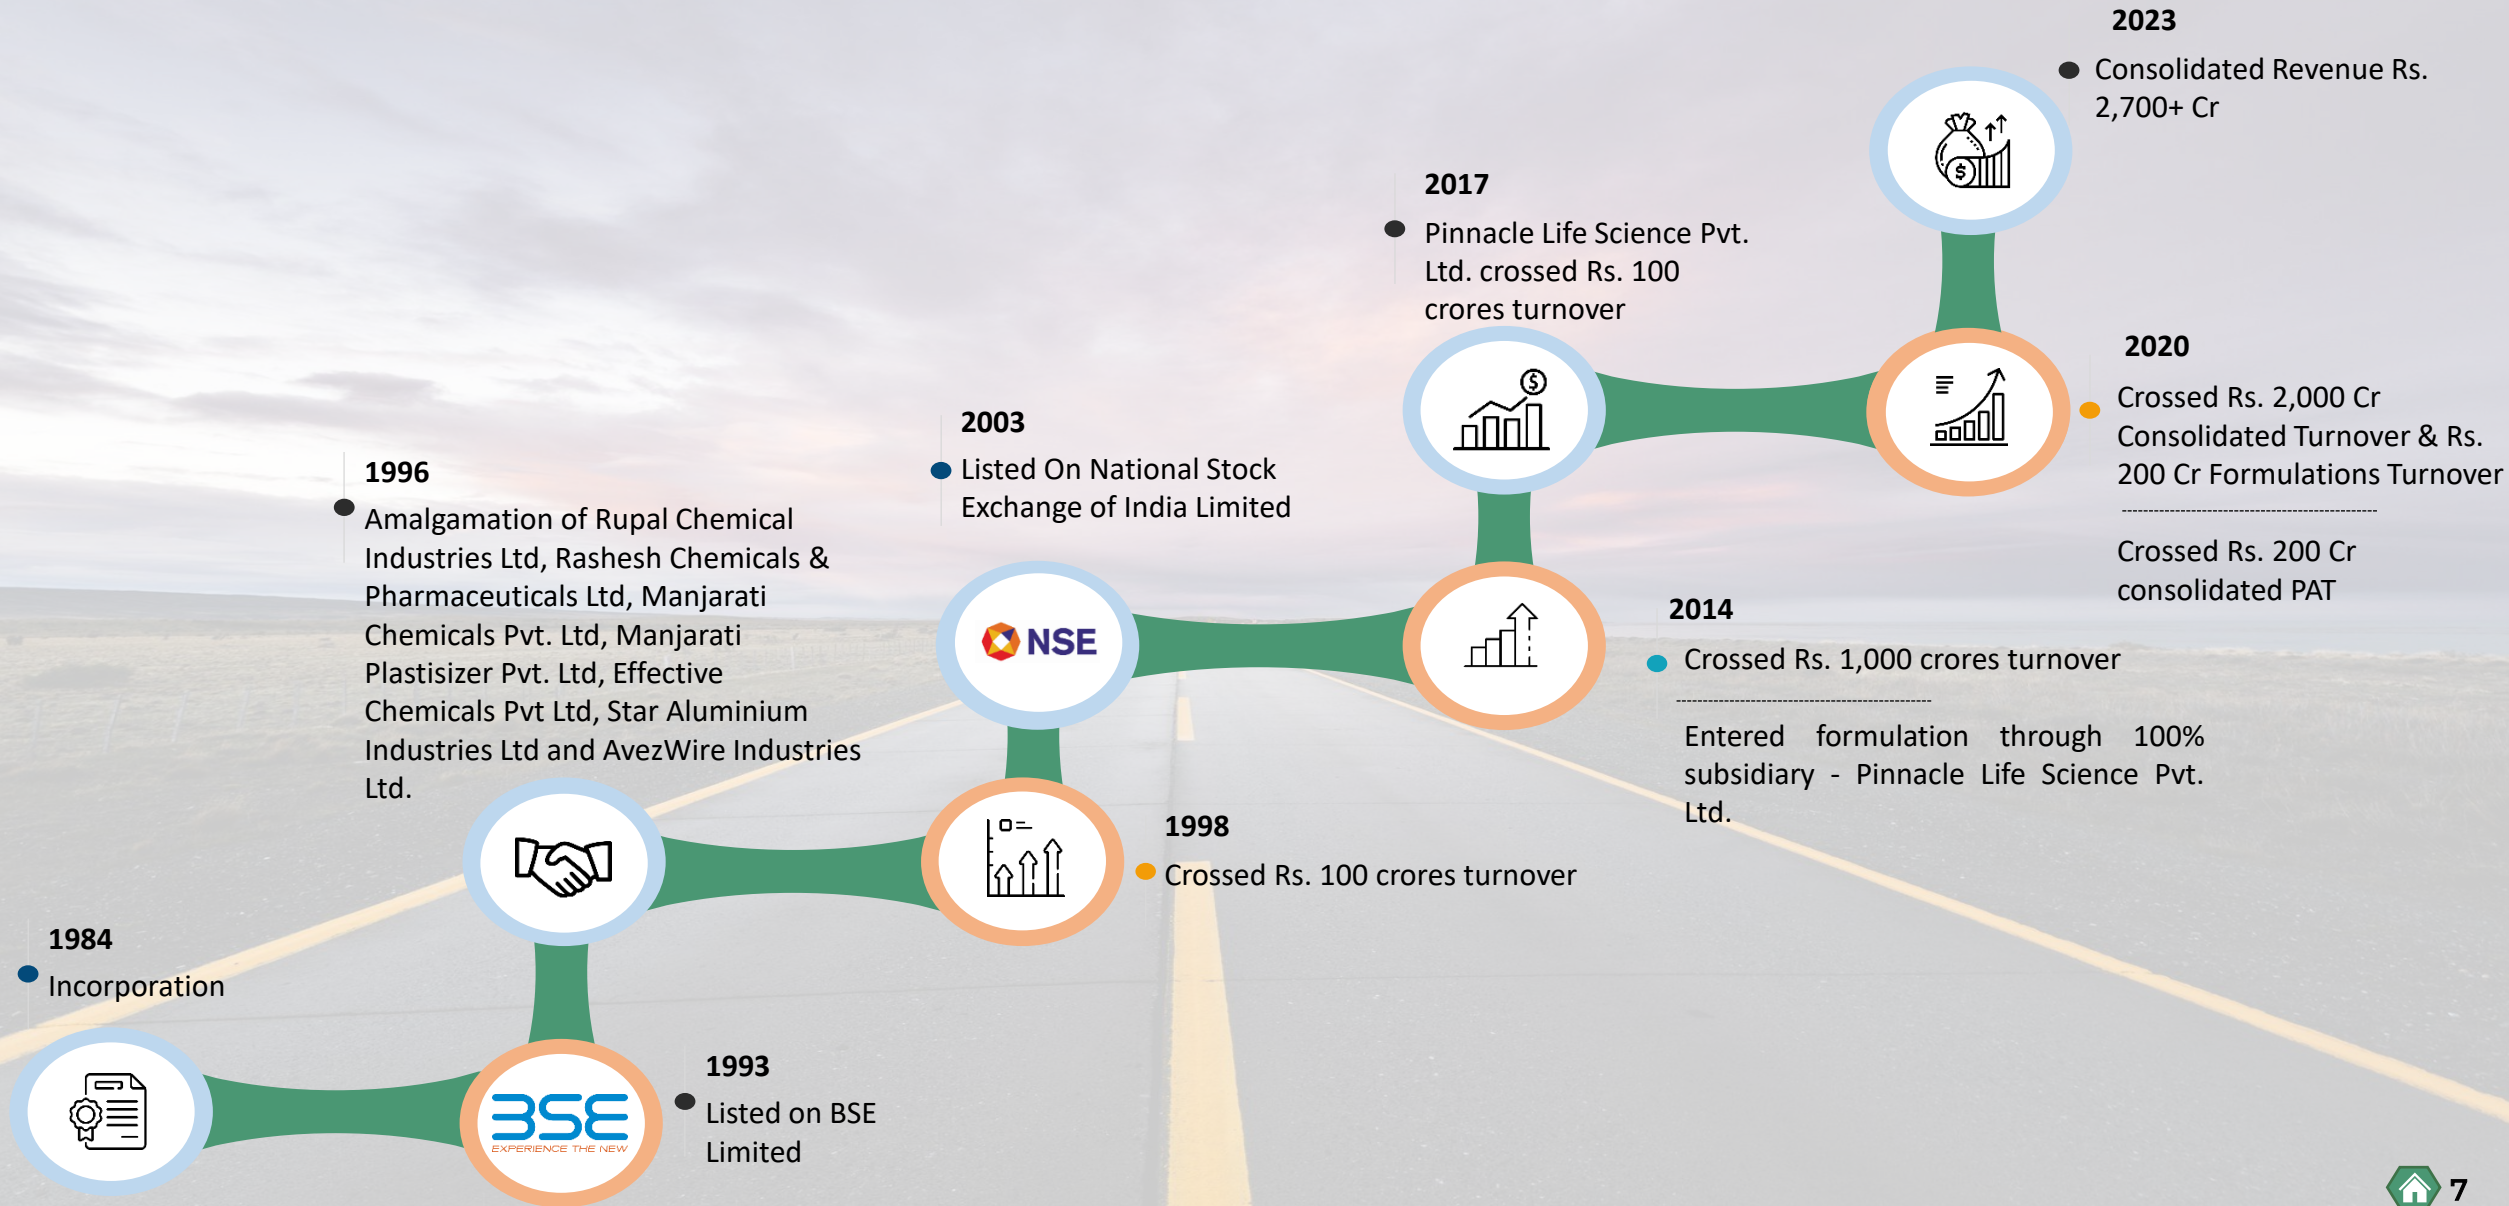 1984
Incorporation
BSE
EXPERIENCE THE NEW
1993
Listed on BSE
Limited
1996
Amalgamation of Rupal Chemical
Industries Ltd, Rashesh Chemicals &
Pharmaceuticals Ltd, Manjarati
Chemicals Pvt. Ltd, Manjarati
Plastisizer Pvt. Ltd, Effective
Chemicals Pvt Ltd, Star Aluminium
Industries Ltd and AvezWire Industries
Ltd.
1998
Crossed Rs. 100 crores turnover
2003
Listed On National Stock
Exchange of India Limited
NSE
2014
Crossed Rs. 1,000 crores turnover
Entered formulation through 100%
subsidiary - Pinnacle Life Science Pvt.
Ltd.
2017
Pinnacle Life Science Pvt.
Ltd. crossed Rs. 100
crores turnover
$
2020
Crossed Rs. 2,000 Cr
Consolidated Turnover & Rs.
200 Cr Formulations Turnover
Crossed Rs. 200 Cr
consolidated PAT
2023
Consolidated Revenue Rs.
2,700+ Cr
$
7